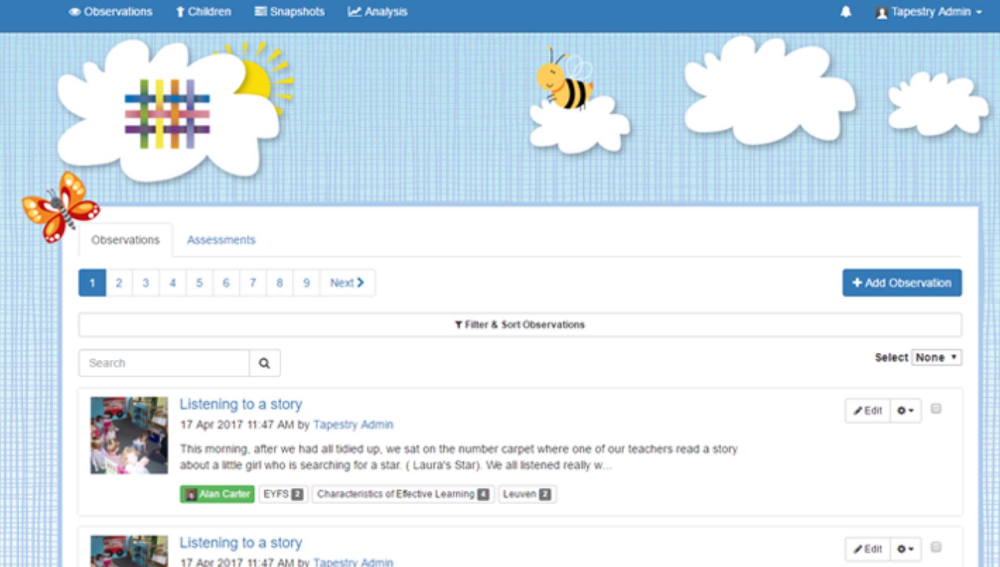 Observations Children Snapshots Analysis Tapestry Admin
Observations Assessments
1 2 3 4 5 6 7 8 9 Next
+ Add Observation
Filter & Sort Observations
Search
Select None
Listening to a story
Edit
17 Apr 2017 11:47 AM by Tapestry Admin
This morning, after we had all tidied up, we sat on the number carpet where one of our teachers read a story
about a little girl who is searching for a star. ( Laura's Star). We all listened really w...
Alan Carter EYFS 2 Characteristics of Effective Learning 4 Leuven 2
Listening to a story
Edit
17 Apr 2017 11:47 AM by Tapestry Admin